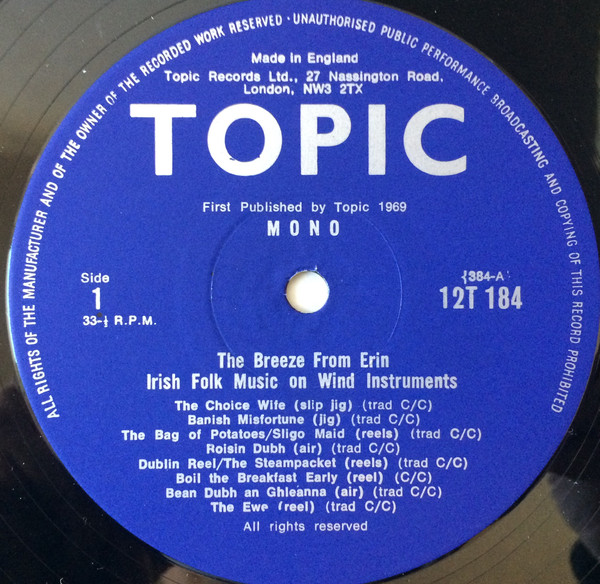 ALL RIGHTS OF THE MANUFACTURER AND OF THE OWNER OF THE RECORDED WORK RESERVED · UNAUTHORISED PUBLIC PERFORMANCE BROADCASTING AND COPYING OF THIS RECORD PROHIBITED
Made in England
Topic Records Ltd., 27 Nassington Road,
London, NW3 2TX
TOPIC
First Published by Topic 1969
MONO
Side
1
33-⅓ R.P.M.
(384-A)
12T 184
The Breeze From Erin
Irish Folk Music on Wind Instruments
The Choice Wife (slip jig) (trad C/C)
Banish Misfortune (jig) (trad C/C)
The Bag of Potatoes/Sligo Maid (reels) (trad C/C)
Roisin Dubh (air) (trad C/C)
Dublin Reel/The Steampacket (reels) (trad C/C)
Boil the Breakfast Early (reel) (C/C)
Bean Dubh an Ghleanna (air) (trad C/C)
The Ewe (reel) (trad C/C)
All rights reserved